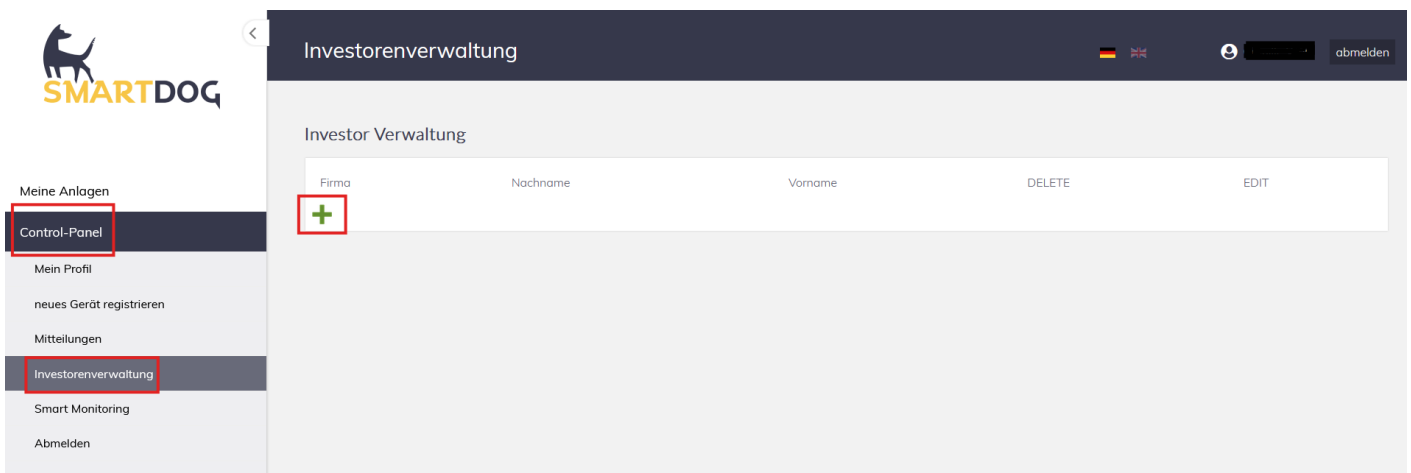 SMARTDOG
Investorenverwaltung
abmelden
Meine Anlagen
Control-Panel
Mein Profil
neues Gerät registrieren
Mitteilungen
Investorenverwaltung
Smart Monitoring
Abmelden
Investor Verwaltung
Firma Nachname Vorname DELETE EDIT